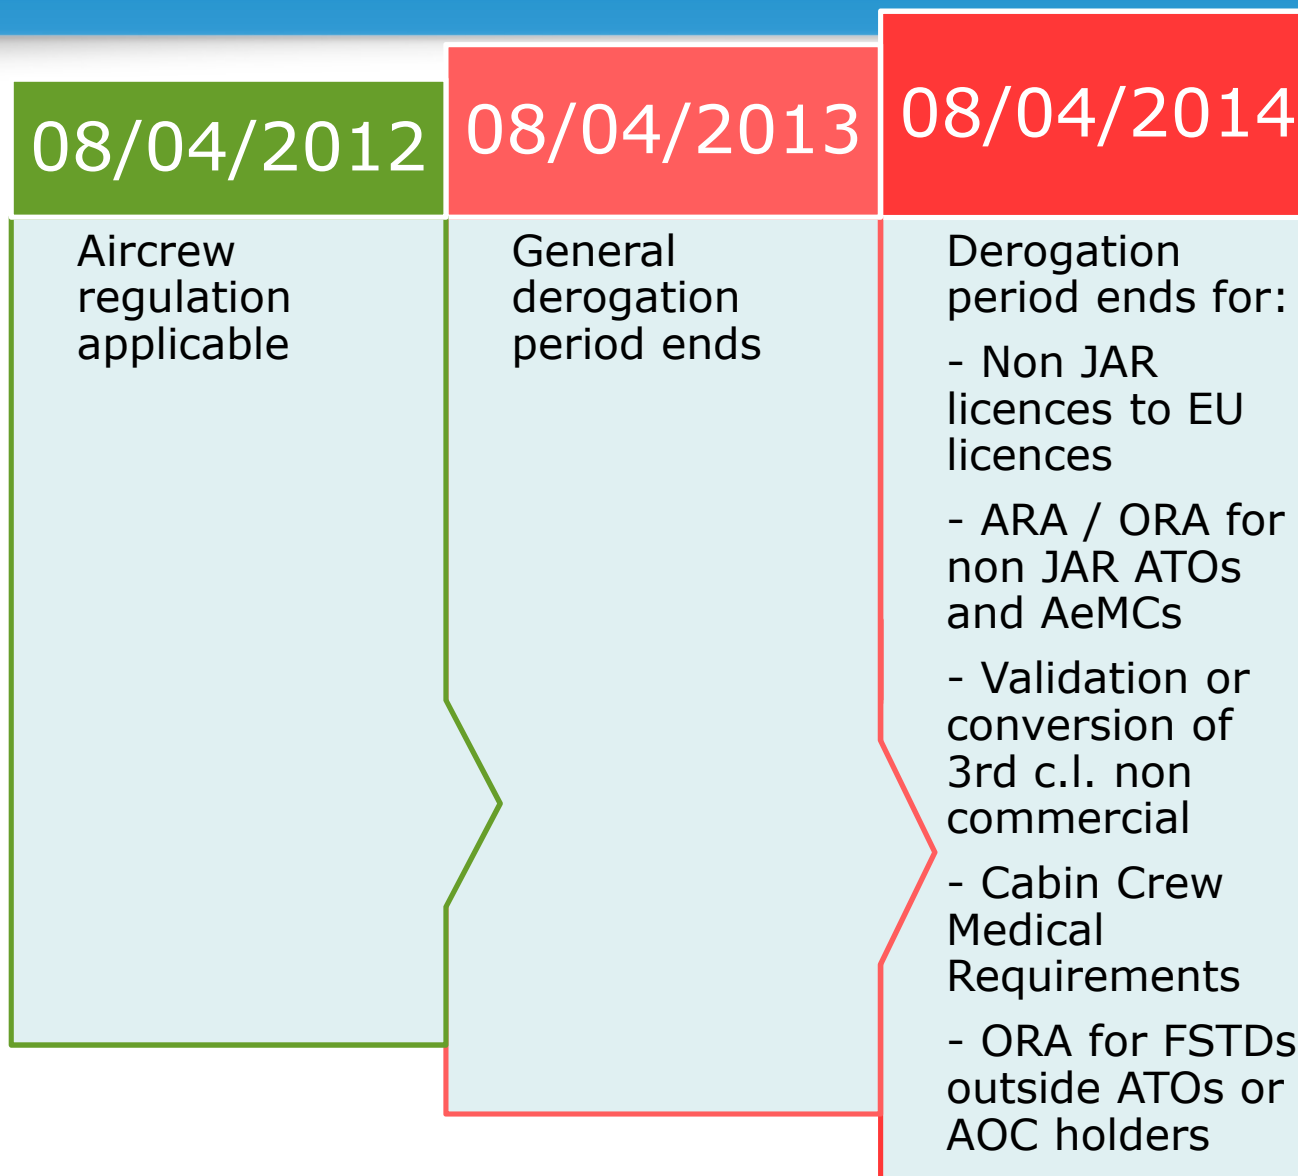 08/04/2012
Aircrew
regulation
applicable
08/04/2013
General
derogation
period ends
08/04/2014
Derogation
period ends for:
- Non JAR
licences to EU
licences
- ARA / ORA for
non JAR ATOs
and AeMCs
- Validation or
conversion of
3rd c.l. non
commercial
- Cabin Crew
Medical
Requirements
- ORA for FSTDs
outside ATOs or
AOC holders